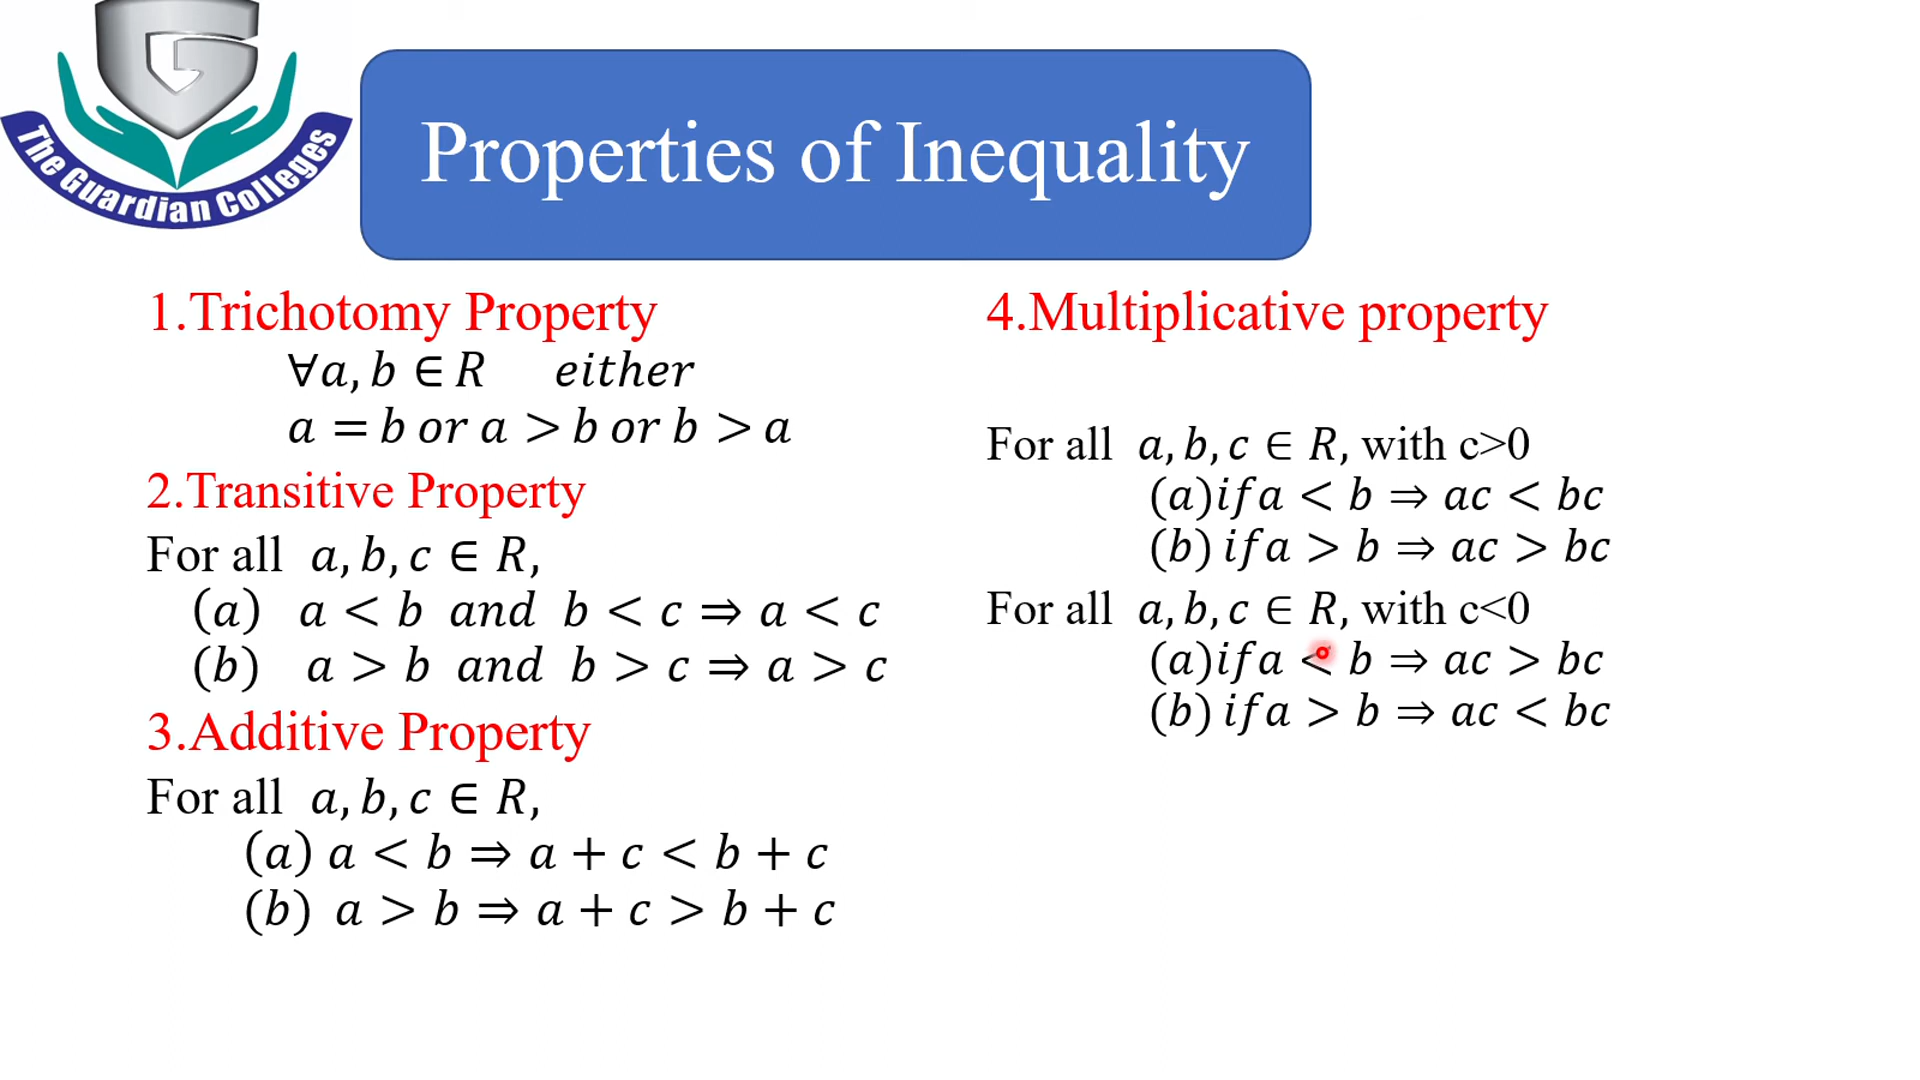 The Guardian Colleges
Properties of Inequality
1.Trichotomy Property
∀a, b ∈ R either
a = b or a > b or b > a
2.Transitive Property
For all a, b, c ∈ R,
(a) a < b and b < c ⇒ a < c
(b) a > b and b > c ⇒ a > c
3.Additive Property
For all a, b, c ∈ R,
(a) a < b ⇒ a + c < b + c
(b) a > b ⇒ a + c > b + c
4.Multiplicative property
For all a, b, c ∈ R, with c>0
(a)if a < b ⇒ ac < bc
(b) if a > b ⇒ ac > bc
For all a, b, c ∈ R, with c<0
(a)if a < b ⇒ ac > bc
(b) if a > b ⇒ ac < bc